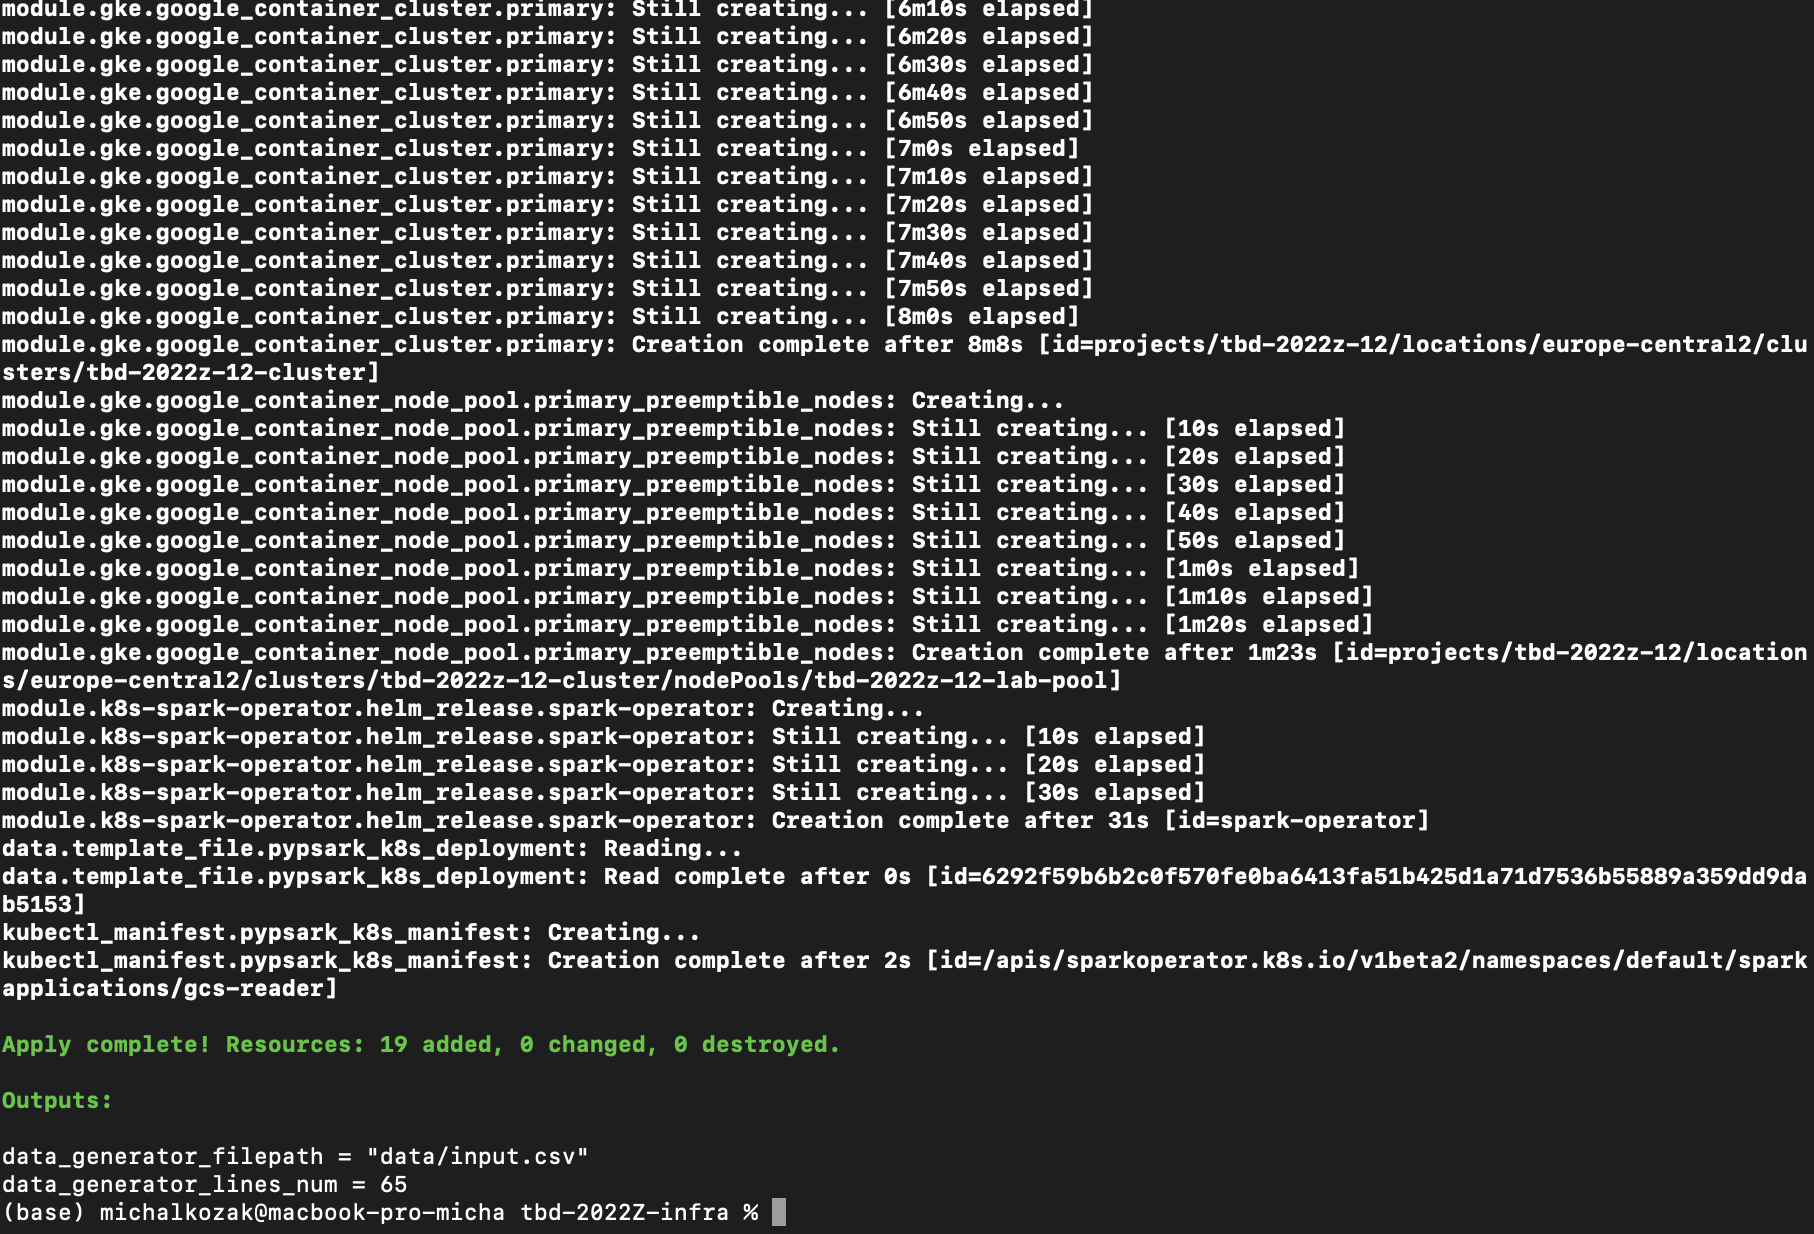 module.gke.google_container_cluster.primary: Still creating... [6m10s elapsed]
module.gke.google_container_cluster.primary: Still creating... [6m20s elapsed]
module.gke.google_container_cluster.primary: Still creating... [6m30s elapsed]
module.gke.google_container_cluster.primary: Still creating... [6m40s elapsed]
module.gke.google_container_cluster.primary: Still creating... [6m50s elapsed]
module.gke.google_container_cluster.primary: Still creating... [7m0s elapsed]
module.gke.google_container_cluster.primary: Still creating... [7m10s elapsed]
module.gke.google_container_cluster.primary: Still creating... [7m20s elapsed]
module.gke.google_container_cluster.primary: Still creating... [7m30s elapsed]
module.gke.google_container_cluster.primary: Still creating... [7m40s elapsed]
module.gke.google_container_cluster.primary: Still creating... [7m50s elapsed]
module.gke.google_container_cluster.primary: Still creating... [8m0s elapsed]
module.gke.google_container_cluster.primary: Creation complete after 8m8s [id=projects/tbd-2022z-12/locations/europe-central2/clu
sters/tbd-2022z-12-cluster]
module.gke.google_container_node_pool.primary_preemptible_nodes: Creating...
module.gke.google_container_node_pool.primary_preemptible_nodes: Still creating... [10s elapsed]
module.gke.google_container_node_pool.primary_preemptible_nodes: Still creating... [20s elapsed]
module.gke.google_container_node_pool.primary_preemptible_nodes: Still creating... [30s elapsed]
module.gke.google_container_node_pool.primary_preemptible_nodes: Still creating... [40s elapsed]
module.gke.google_container_node_pool.primary_preemptible_nodes: Still creating... [50s elapsed]
module.gke.google_container_node_pool.primary_preemptible_nodes: Still creating... [1m0s elapsed]
module.gke.google_container_node_pool.primary_preemptible_nodes: Still creating... [1m10s elapsed]
module.gke.google_container_node_pool.primary_preemptible_nodes: Still creating... [1m20s elapsed]
module.gke.google_container_node_pool.primary_preemptible_nodes: Creation complete after 1m23s [id=projects/tbd-2022z-12/location
s/europe-central2/clusters/tbd-2022z-12-cluster/nodePools/tbd-2022z-12-lab-pool]
module.k8s-spark-operator.helm_release.spark-operator: Creating...
module.k8s-spark-operator.helm_release.spark-operator: Still creating... [10s elapsed]
module.k8s-spark-operator.helm_release.spark-operator: Still creating... [20s elapsed]
module.k8s-spark-operator.helm_release.spark-operator: Still creating... [30s elapsed]
module.k8s-spark-operator.helm_release.spark-operator: Creation complete after 31s [id=spark-operator]
data.template_file.pypsark_k8s_deployment: Reading...
data.template_file.pypsark_k8s_deployment: Read complete after 0s [id=6292f59b6b2c0f570fe0ba6413fa51b425d1a71d7536b55889a359dd9da
b5153]
kubectl_manifest.pypsark_k8s_manifest: Creating...
kubectl_manifest.pypsark_k8s_manifest: Creation complete after 2s [id=/apis/sparkoperator.k8s.io/v1beta2/namespaces/default/spark
applications/gcs-reader]
Apply complete! Resources: 19 added, 0 changed, 0 destroyed.
Outputs:
data_generator_filepath = "data/input.csv"
data_generator_lines_num = 65
(base) michalkozak@macbook-pro-micha tbd-2022Z-infra %